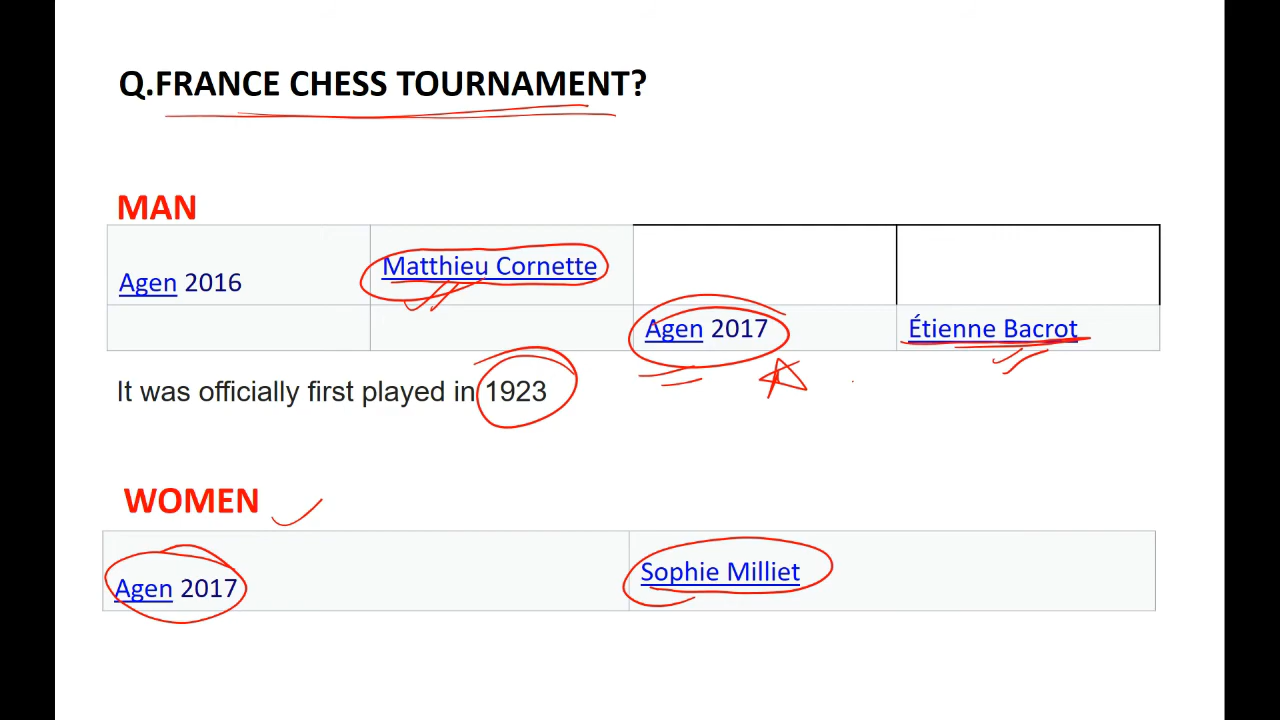 Q.FRANCE CHESS TOURNAMENT?
MAN
Agen 2016 Matthieu Cornette
Agen 2017 Étienne Bacrot
It was officially first played in 1923
WOMEN
Agen 2017 Sophie Milliet